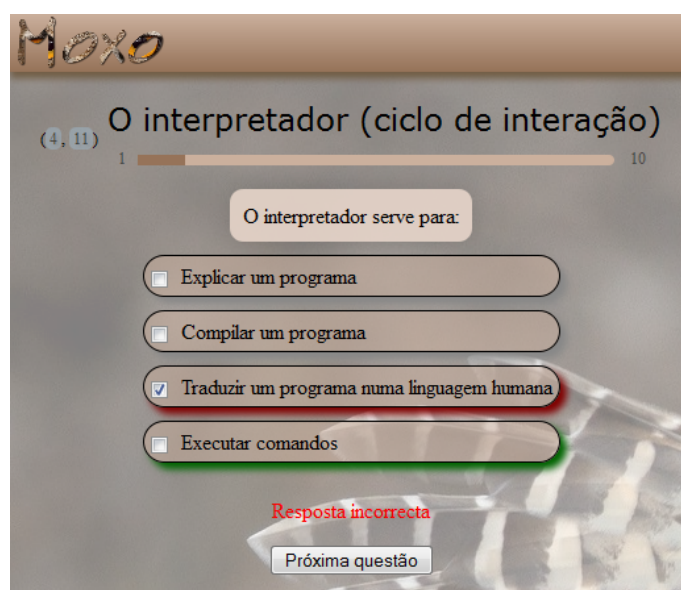 Moxo
O interpretador (ciclo de interação)
(4, 11)
1
10
O interpretador serve para:
Explicar um programa
Compilar um programa
Traduzir um programa numa linguagem humana
Executar comandos
Resposta incorrecta
Próxima questão